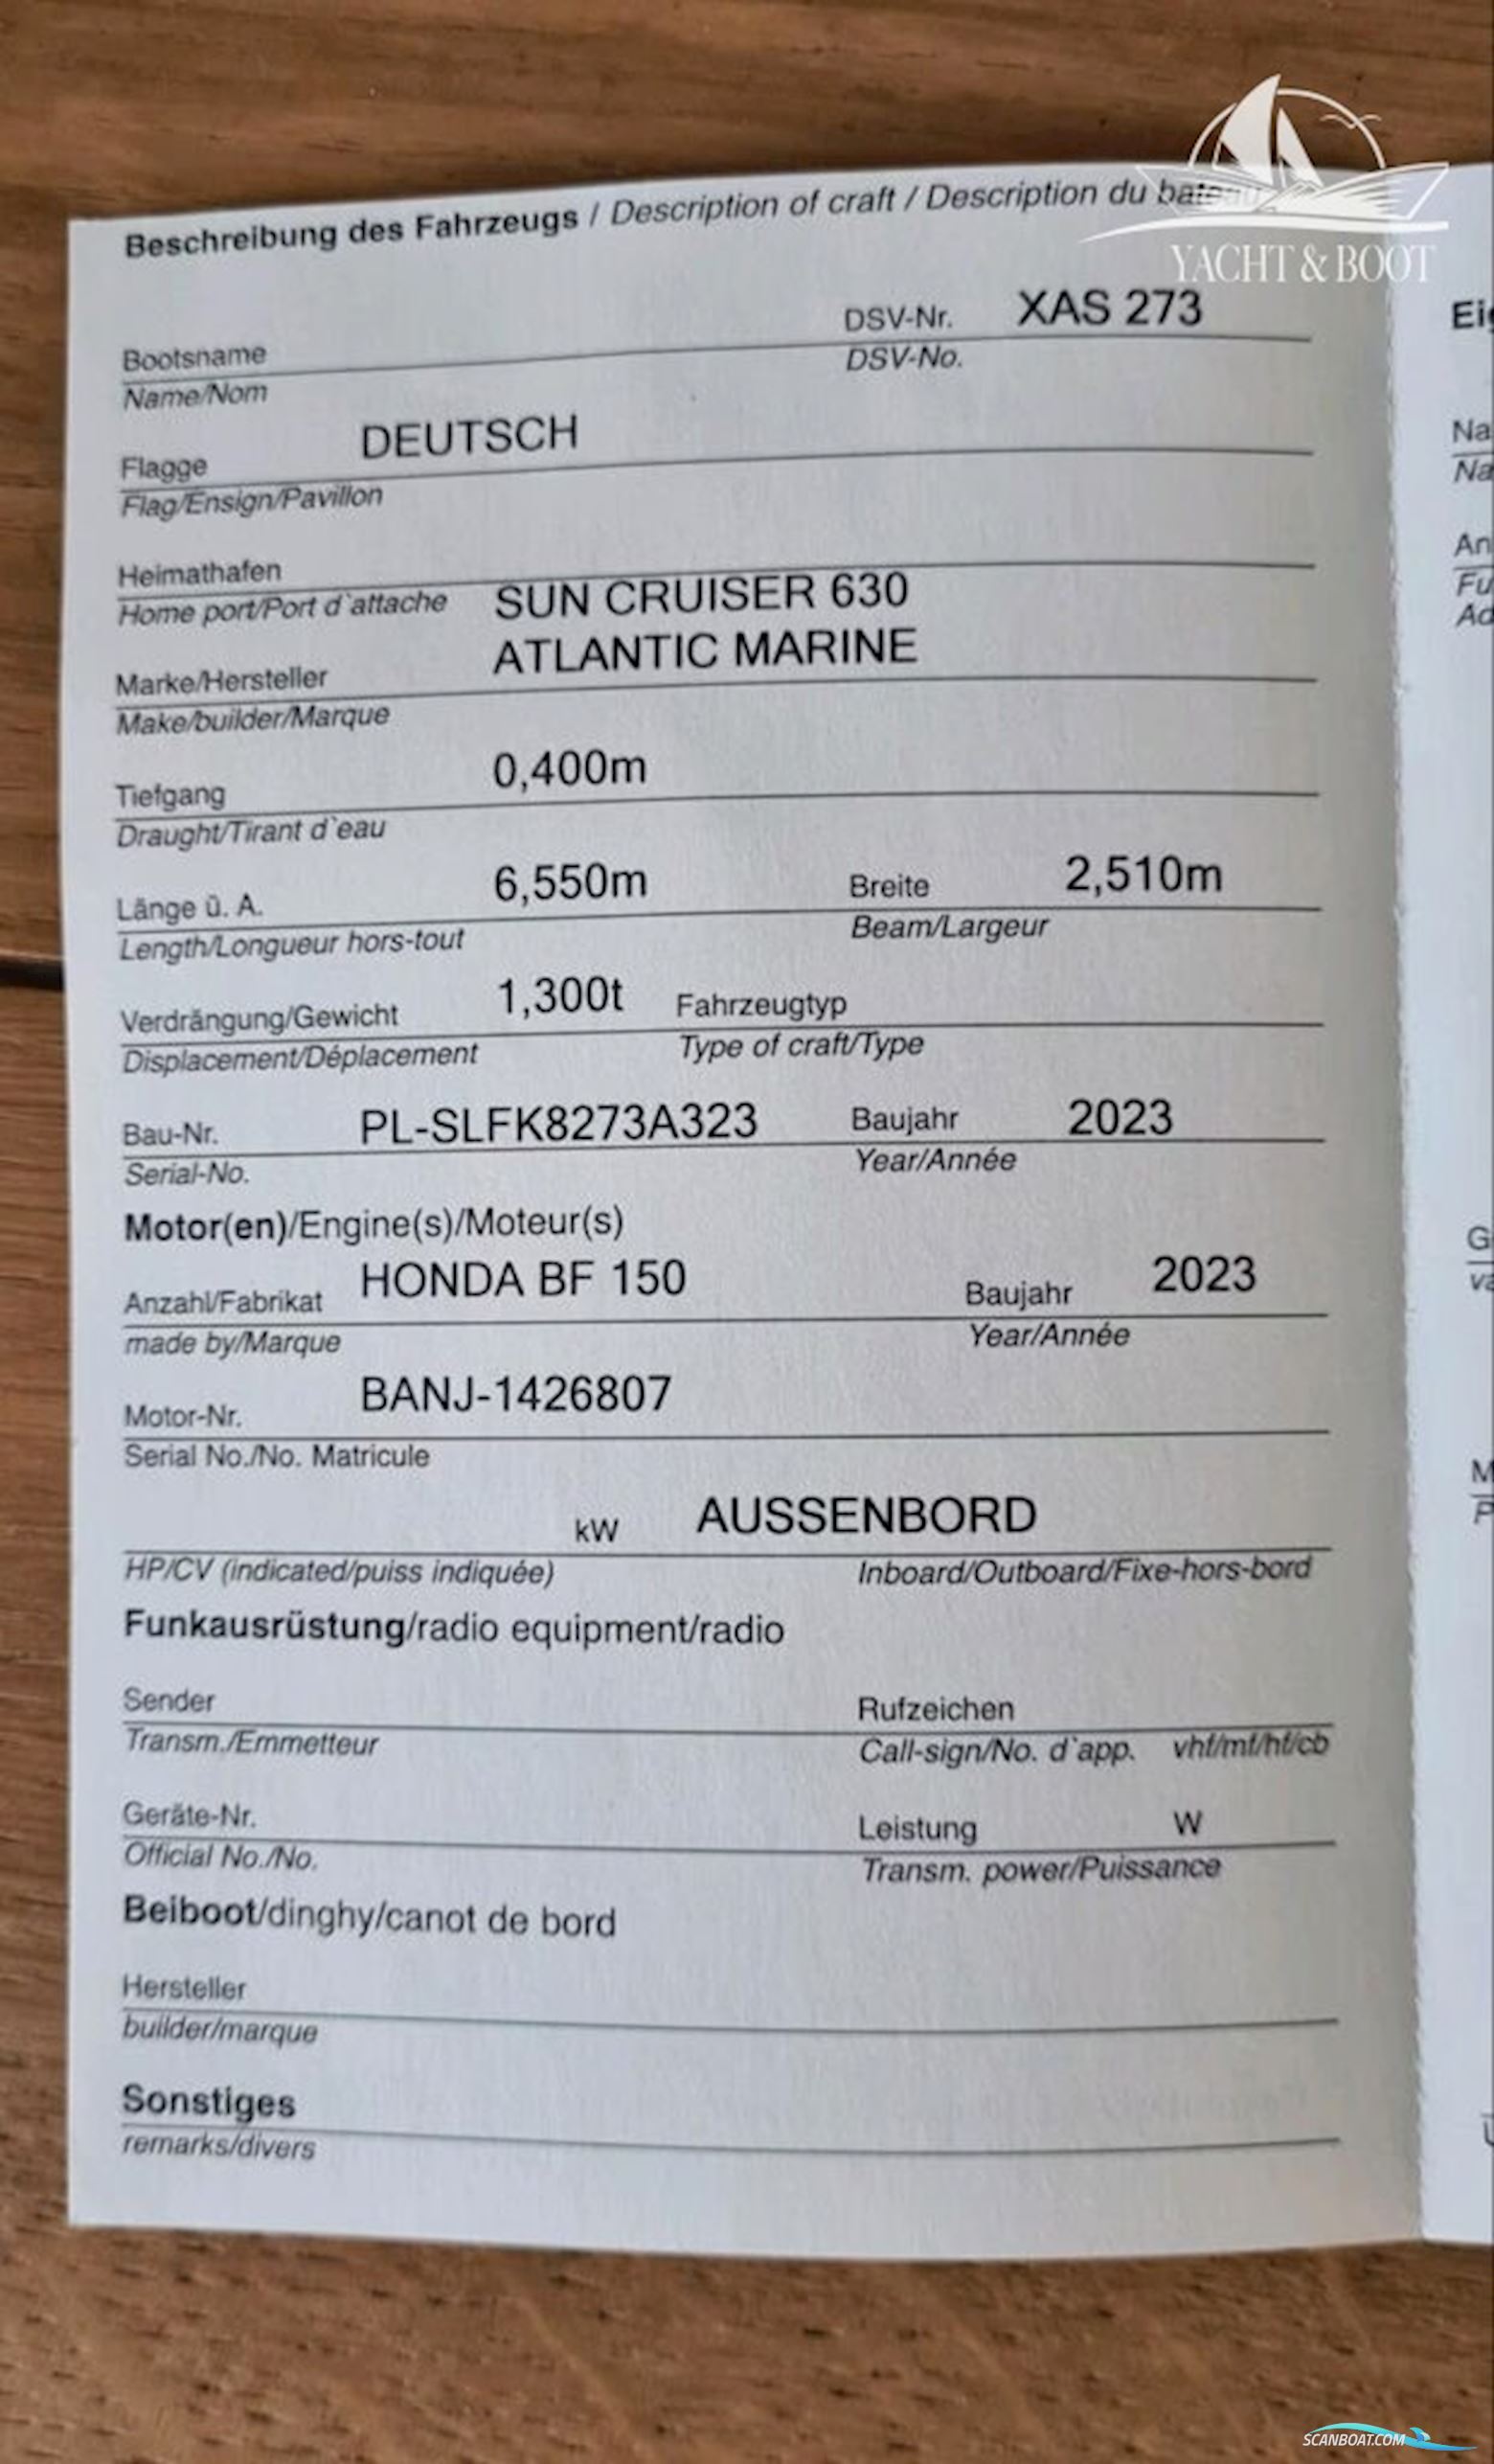 YACHT & BOOT
Beschreibung des Fahrzeugs / Description of craft / Description du bateau
DSV-Nr. XAS 273
Bootsname
DSV-No.
Name/Nom
DEUTSCH
Flagge
Flag/Ensign/Pavillon
Heimathafen
Home port/Port d`attache SUN CRUISER 630
ATLANTIC MARINE
Marke/Hersteller
Make/builder/Marque
0,400m
Tiefgang
Draught/Tirant d`eau
Länge ü. A. 6,550m Breite 2,510m
Length/Longueur hors-tout Beam/Largeur
Verdrängung/Gewicht 1,300t Fahrzeugtyp
Displacement/Déplacement Type of craft/Type
Bau-Nr. PL-SLFK8273A323 Baujahr 2023
Serial-No. Year/Année
Motor(en)/Engine(s)/Moteur(s)
Anzahl/Fabrikat HONDA BF 150 Baujahr 2023
made by/Marque Year/Année
BANJ-1426807
Motor-Nr.
Serial No./No. Matricule
kW AUSSENBORD
HP/CV (indicated/puiss indiquée) Inboard/Outboard/Fixe-hors-bord
Funkausrüstung/radio equipment/radio
Sender Rufzeichen
Transm./Emmetteur Call-sign/No. d`app. vhf/mf/hf/cb
Geräte-Nr. Leistung W
Official No./No. Transm. power/Puissance
Beiboot/dinghy/canot de bord
Hersteller
builder/marque
Sonstiges
remarks/divers
Na
Na
An
Fu
Ad
G
M
P
SCANBOAT.COM